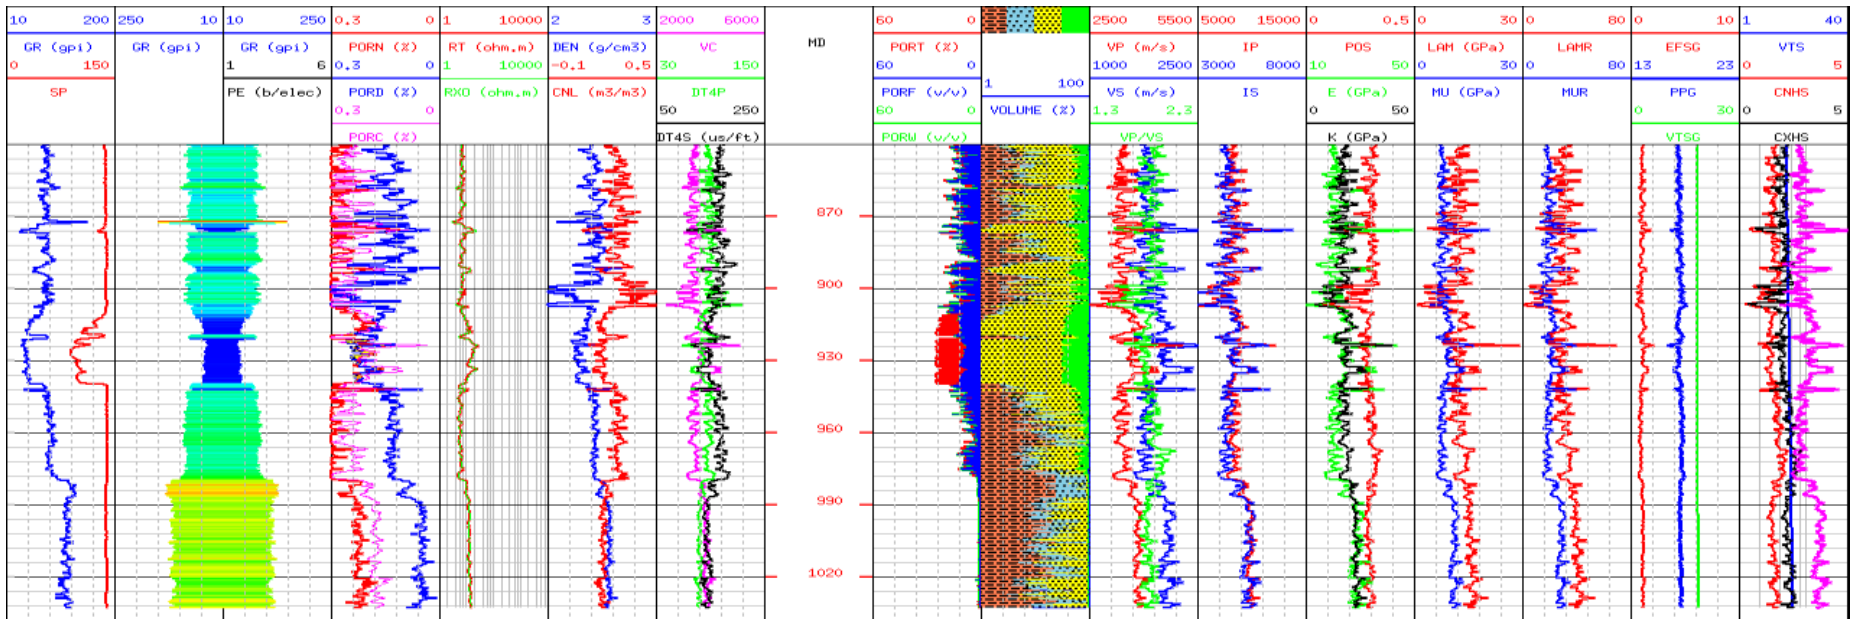 10 200 250 10 10 250 0.3 0 1 10000 2 3 2000 6000 60 0 2500 5500 5000 15000 0 0.5 0 30 0 80 0 10 1 40
GR (gpi) GR (gpi) GR (gpi) PORN (%) RT (ohm.m) DEN (g/cm3) VC MD PORT (%) VP (m/s) IP POS LAM (GPa) LAMR EFSG VTS
0 150 1 6 0.3 0 1 10000 -0.1 0.5 30 150 60 0 1 100 1000 2500 3000 8000 10 50 0 30 0 80 13 23 0 5
SP PE (b/elec) PORD (%) RXO (ohm.m) CNL (m3/m3) DT4P PORF (v/v) VS (m/s) IS E (GPa) MU (GPa) MUR PPG CNHS
0.3 0 50 250 60 0 VOLUME (%) 1.3 2.3 0 50 0 30 0 5
PORC (%) DT4S (us/ft) PORW (v/v) VP/VS K (GPa) VTSG CXHS
870
900
930
960
990
1020